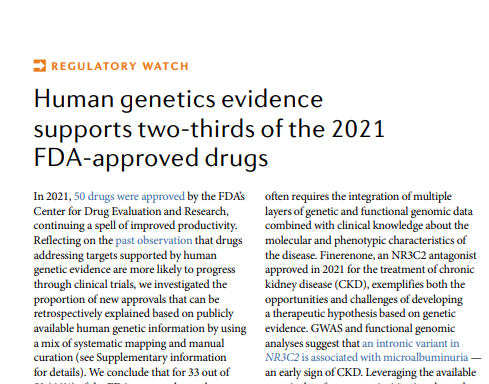 REGULATORY WATCH
Human genetics evidence
supports two-thirds of the 2021
FDA-approved drugs
In 2021, 50 drugs were approved by the FDA's
Center for Drug Evaluation and Research,
continuing a spell of improved productivity.
Reflecting on the past observation that drugs
addressing targets supported by human
genetic evidence are more likely to progress
through clinical trials, we investigated the
proportion of new approvals that can be
retrospectively explained based on publicly
available human genetic information by using
a mix of systematic mapping and manual
curation (see Supplementary information
for details). We conclude that for 33 out of
often requires the integration of multiple
layers of genetic and functional genomic data
combined with clinical knowledge about the
molecular and phenotypic characteristics of
the disease. Finerenone, an NR3C2 antagonist
approved in 2021 for the treatment of chronic
kidney disease (CKD), exemplifies both the
opportunities and challenges of developing
a therapeutic hypothesis based on genetic
evidence. GWAS and functional genomic
analyses suggest that an intronic variant in
NR3C2 is associated with microalbuminuria —
an early sign of CKD. Leveraging the available